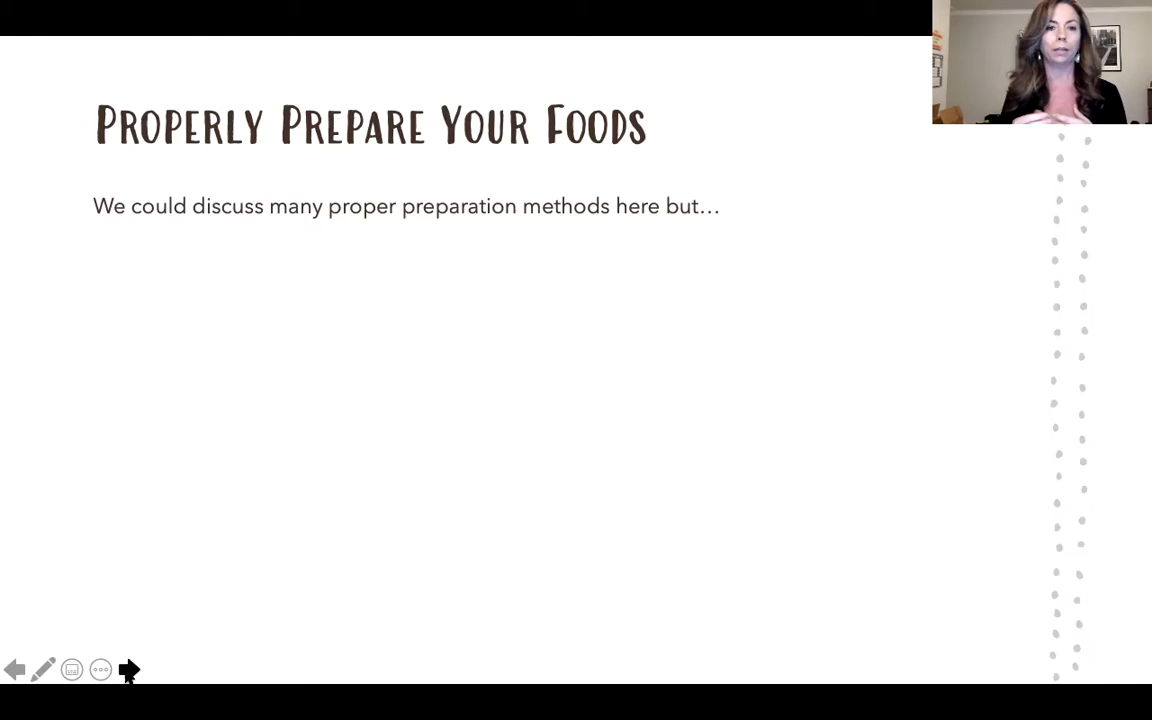 Properly Prepare Your Foods
We could discuss many proper preparation methods here but…